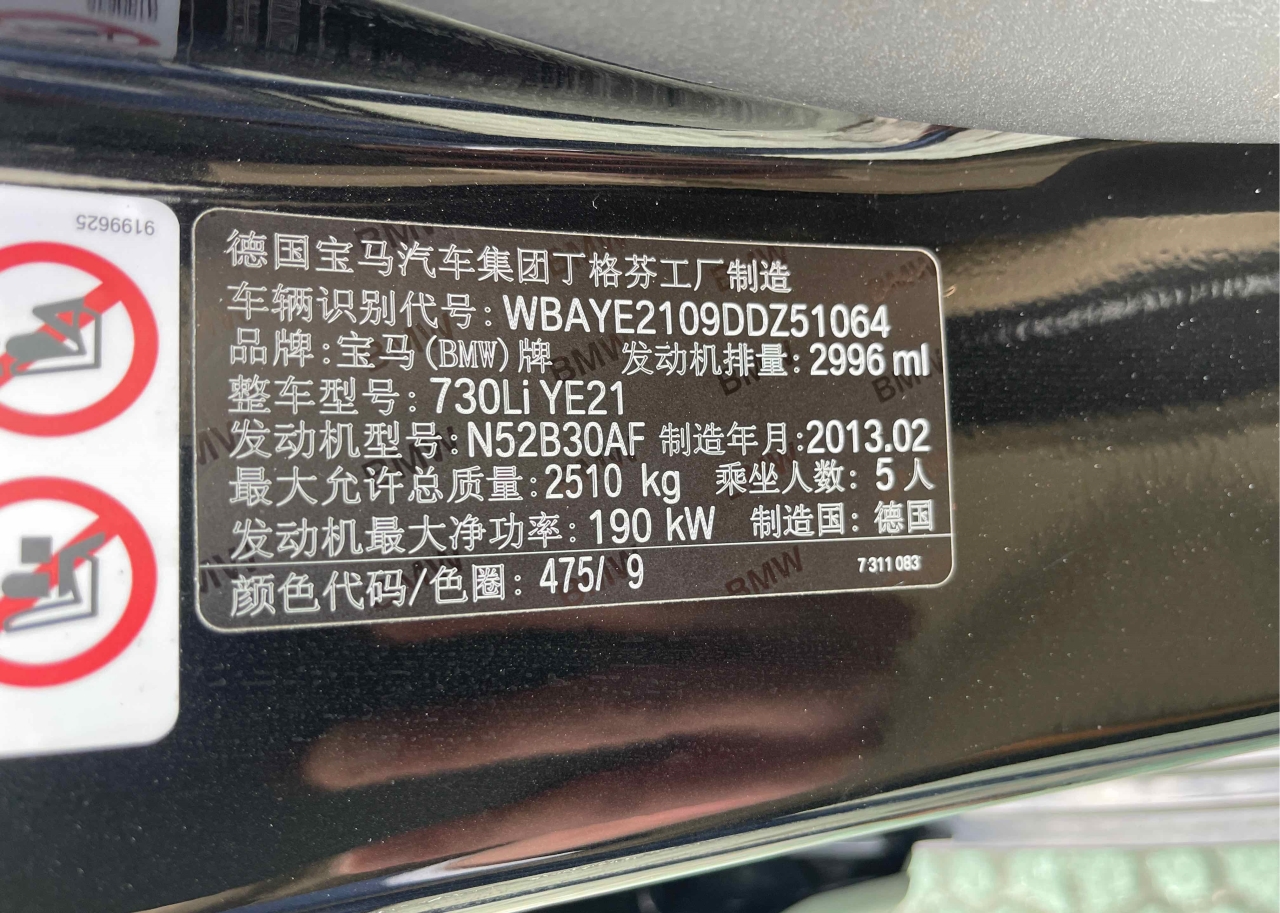 9199625
德国宝马汽车集团丁格芬工厂制造
车辆识别代号: WBAYE2109DDZ51064
品牌: 宝马(BMW)牌 发动机排量: 2996 ml
整车型号: 730Li YE21
发动机型号: N52B30AF 制造年月: 2013.02
最大允许总质量: 2510 kg 乘坐人数: 5 人
发动机最大净功率: 190 kW 制造国: 德国
颜色代码/色圈: 475/ 9 7 311 083